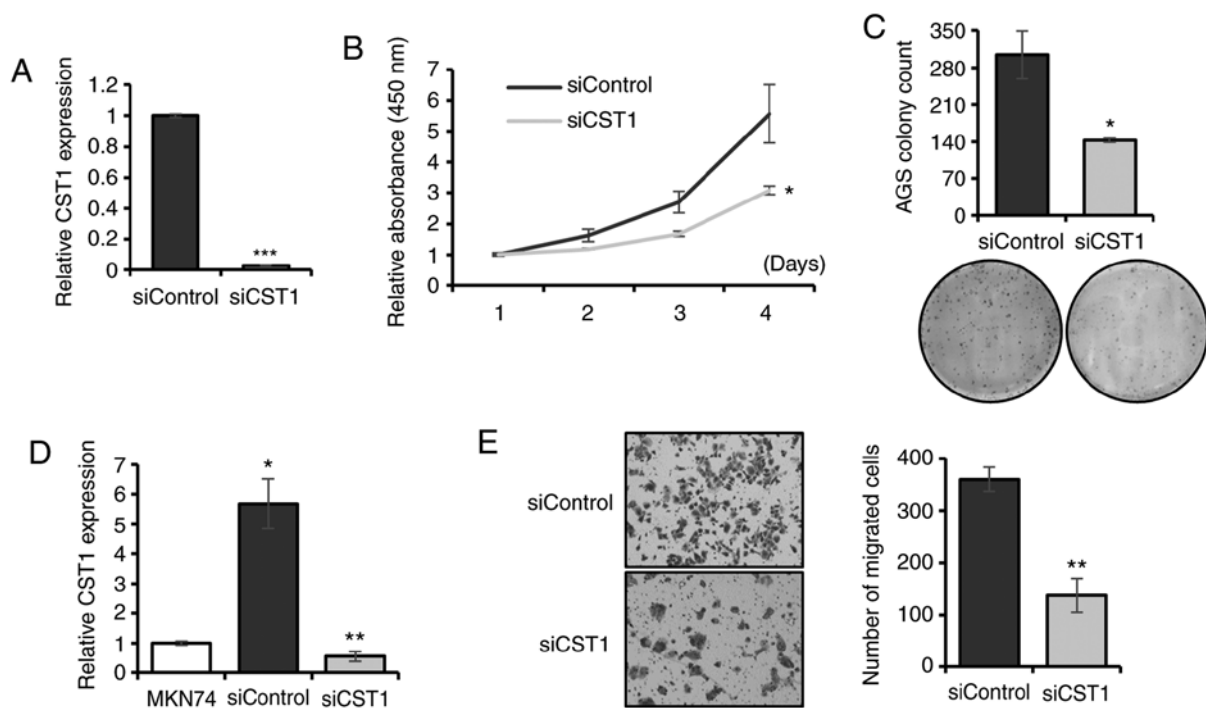 A
Relative CST1 expression
1.2
1
0.8
0.6
0.4
0.2
0
***
siControl siCST1
B
Relative absorbance (450 nm)
7
6
5
4
3
2
1
0
siControl
siCST1
*
(Days)
1 2 3 4
C
AGS colony count
350
280
210
140
70
0
*
siControl siCST1
D
Relative CST1 expression
7
6
5
4
3
2
1
0
*
**
MKN74 siControl siCST1
E
siControl
siCST1
Number of migrated cells
400
300
200
100
0
**
siControl siCST1